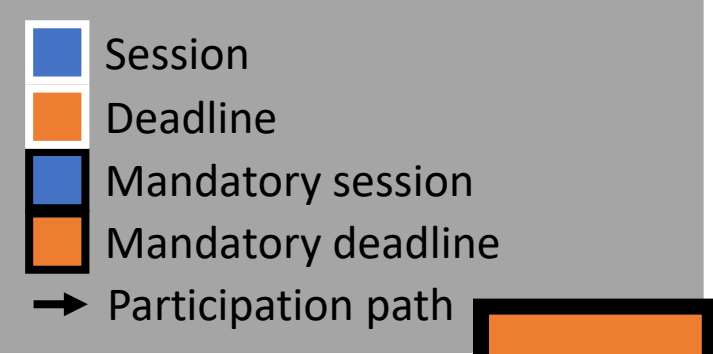 Session
Deadline
Mandatory session
Mandatory deadline
Participation path